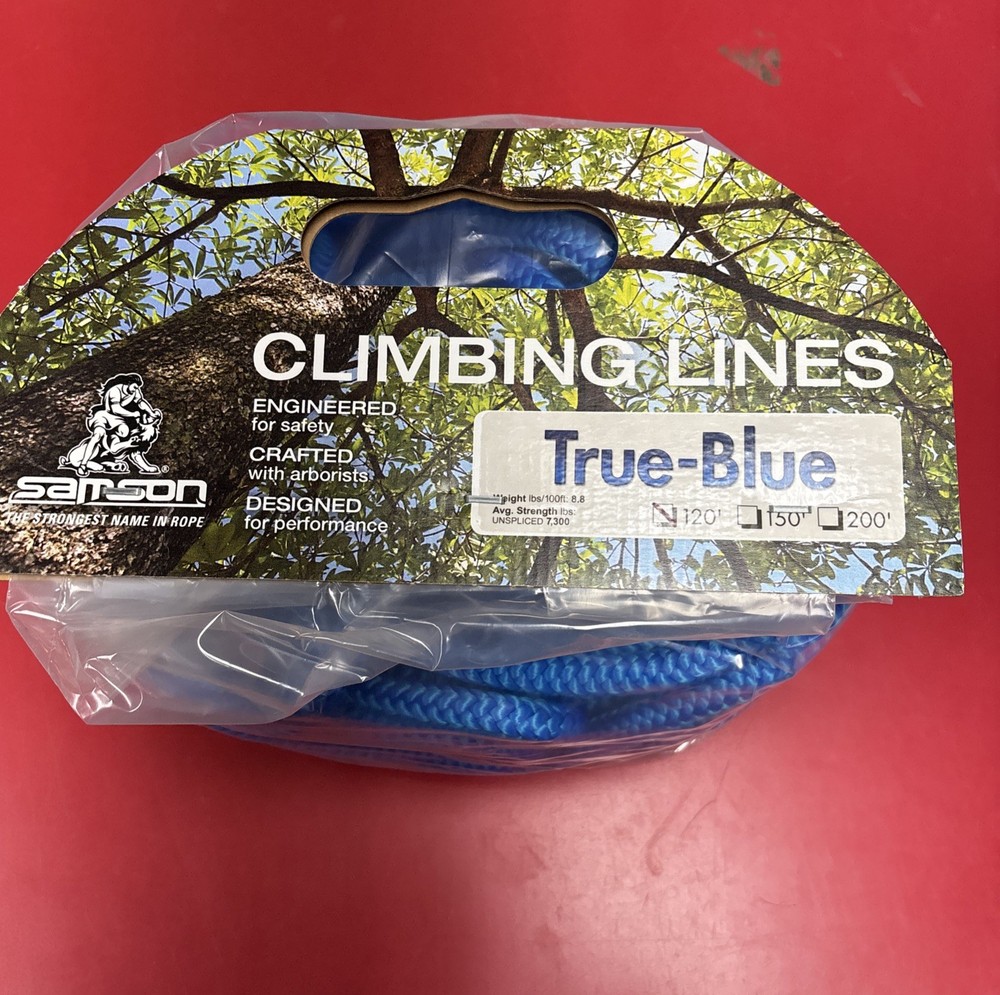 CLIMBING LINES
ENGINEERED
for safety
CRAFTED
with arborists
DESIGNED
for performance
®
samson
THE STRONGEST NAME IN ROPE
True-Blue
Weight lbs/100ft: 8.8
Avg. Strength lbs:
UNSPLICED 7,300
120' 150' 200'